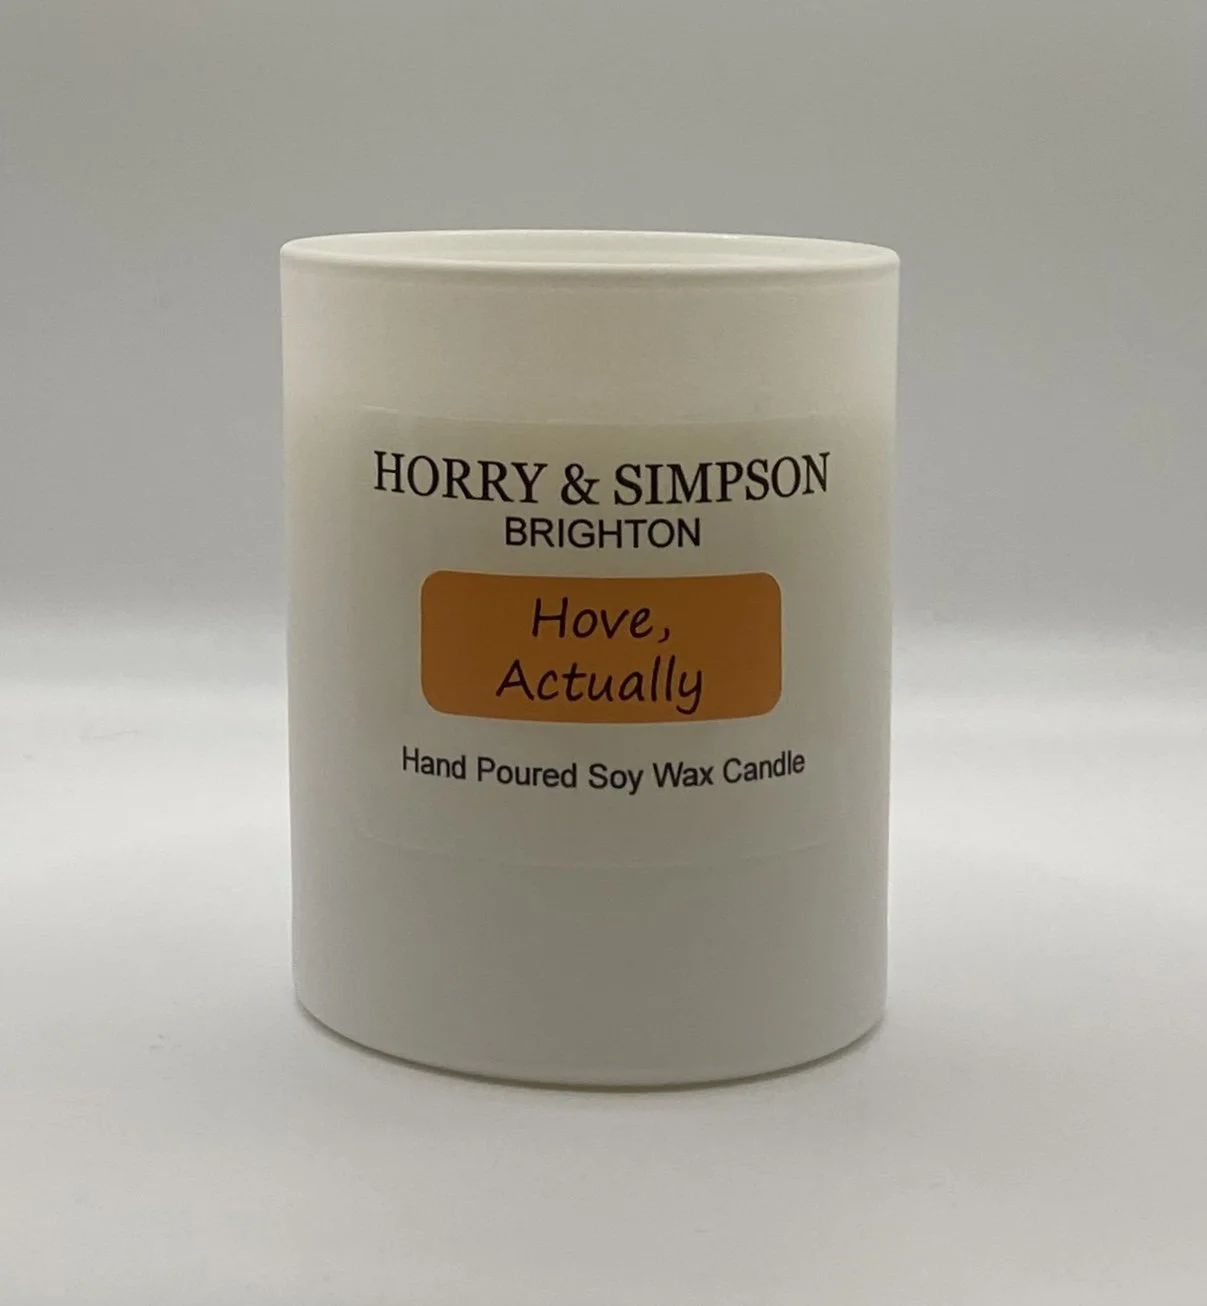 HORRY & SIMPSON
BRIGHTON
Hove,
Actually
Hand Poured Soy Wax Candle